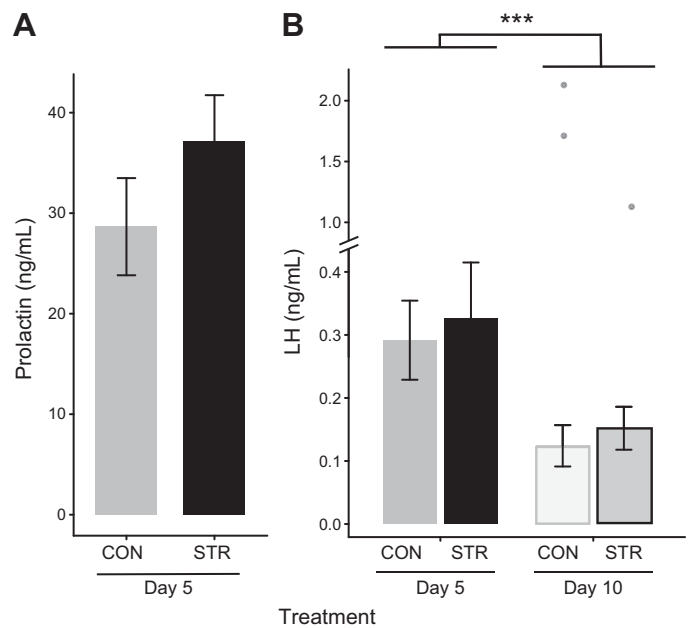 A
Prolactin (ng/mL)
40
30
20
10
0
CON STR
Day 5
B
***
LH (ng/mL)
2.0
1.5
1.0
0.4
0.3
0.2
0.1
0.0
CON STR CON STR
Day 5 Day 10
Treatment